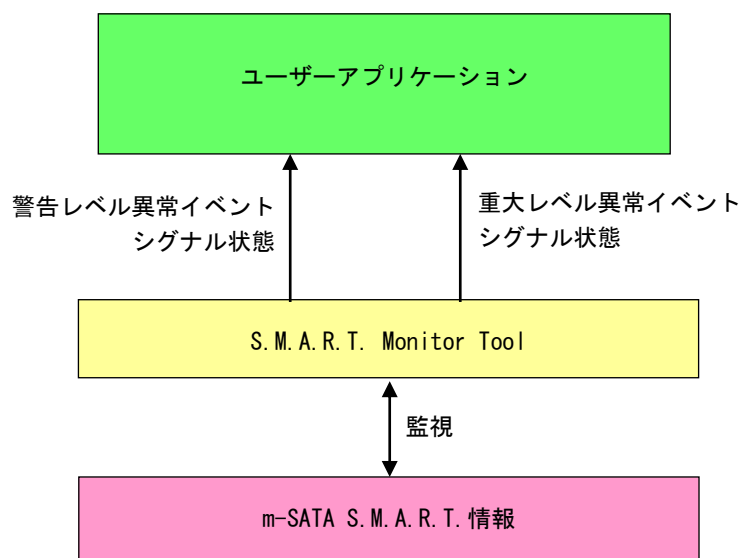 ユーザーアプリケーション
警告レベル異常イベント
シグナル状態
重大レベル異常イベント
シグナル状態
S.M.A.R.T. Monitor Tool
監視
m-SATA S.M.A.R.T.情報